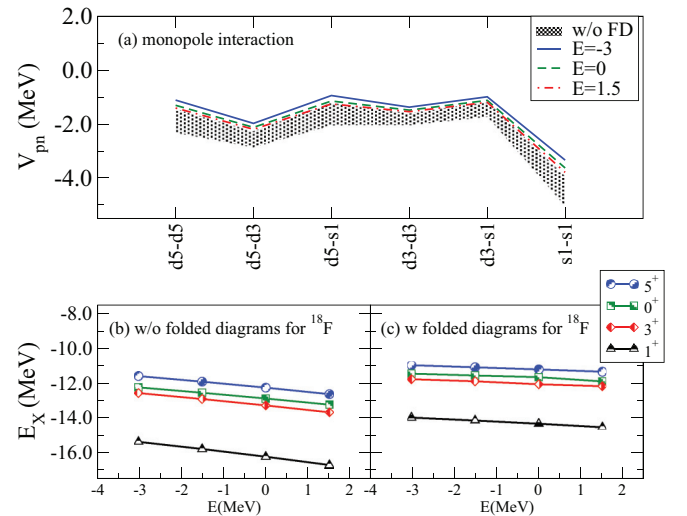 2.0
(a) monopole interaction
w/o FD
E=-3
E=0
E=1.5
0.0
-2.0
-4.0
V_pn (MeV)
d5-d5
d5-d3
d5-s1
d3-d3
d3-s1
s1-s1
5+
0+
3+
1+
-8.0
-10.0
-12.0
-14.0
-16.0
E_X (MeV)
(b) w/o folded diagrams for 18F
(c) w folded diagrams for 18F
-4 -3 -2 -1 0 1 2
-4 -3 -2 -1 0 1 2
E(MeV)
E(MeV)